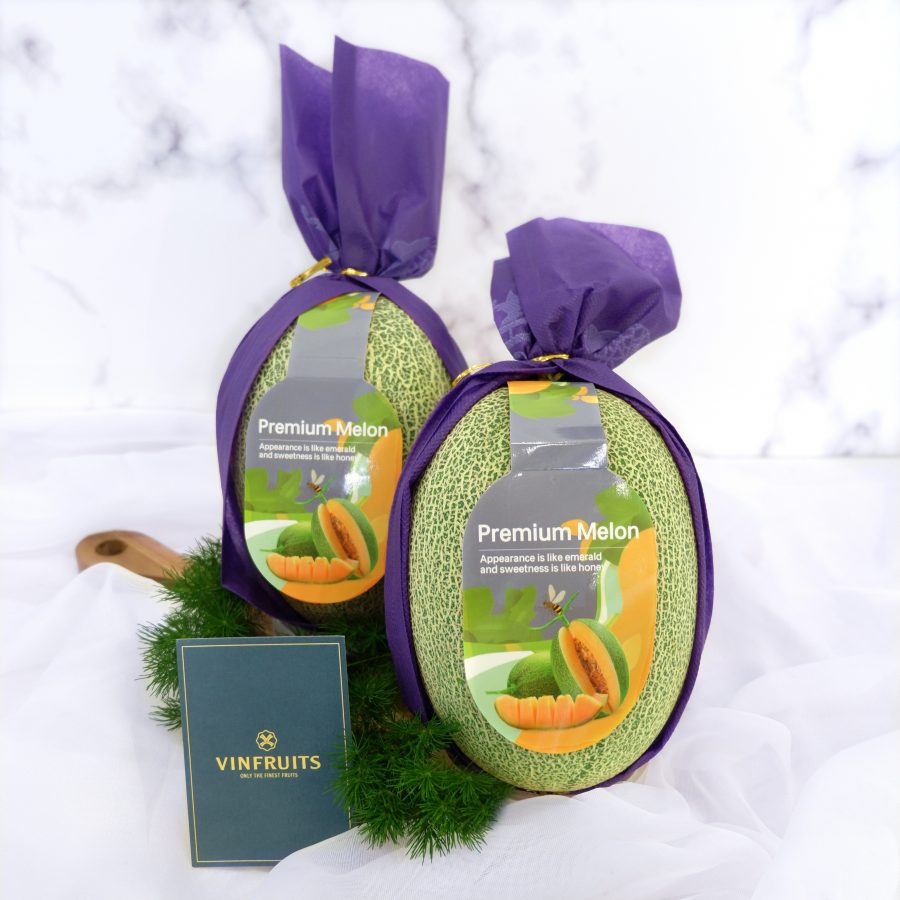 Premium Melon
Appearance is like emerald
and sweetness is like honey
Premium Melon
Appearance is like emerald
and sweetness is like honey
VINFRUITS
ONLY THE FINEST FRUITS